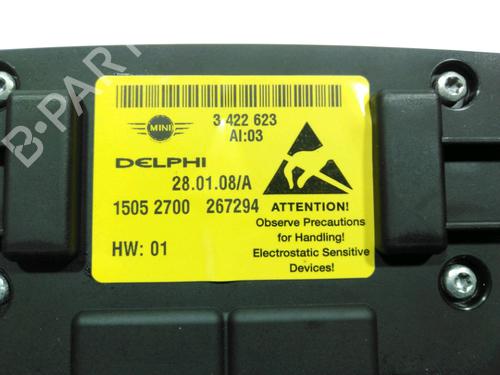 MINI
3 422 623
AI:03
DELPHI
28.01.08/A
1505 2700 267294
HW: 01
ATTENTION!
Observe Precautions
for Handling!
Electrostatic Sensitive
Devices!
B-PARTS